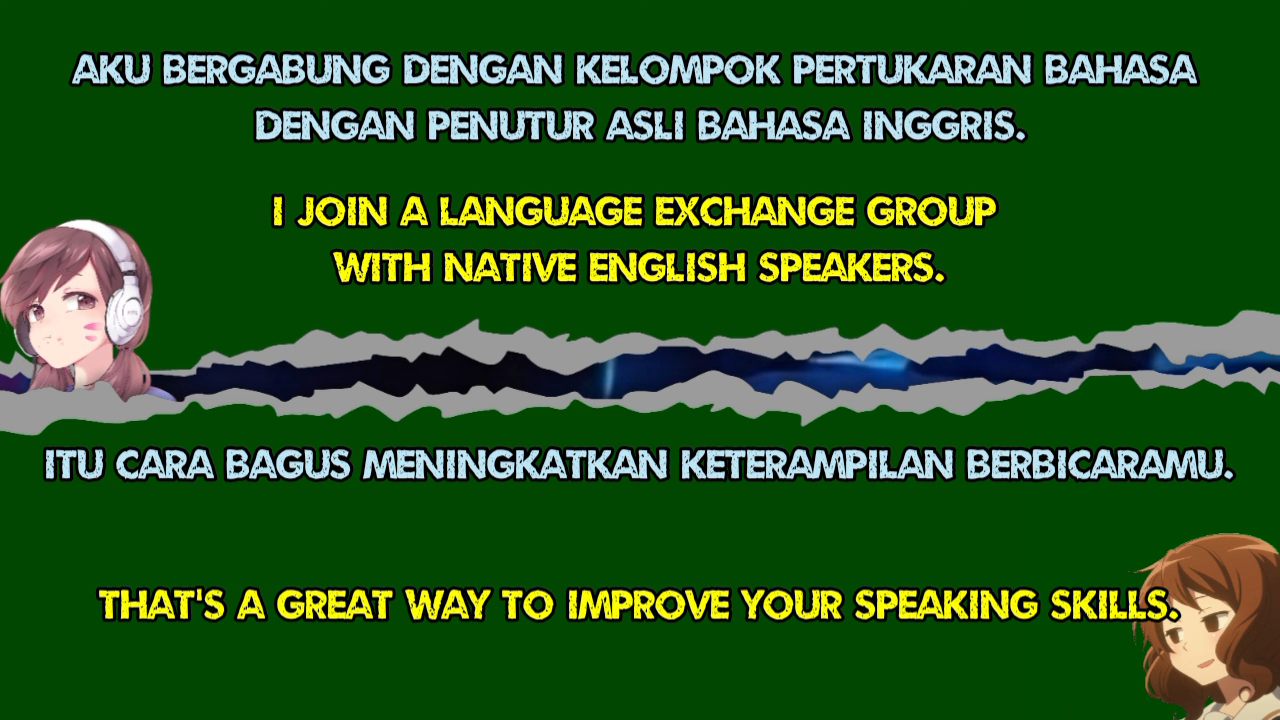 AKU BERGABUNG DENGAN KELOMPOK PERTUKARAN BAHASA
DENGAN PENUTUR ASLI BAHASA INGGRIS.
I JOIN A LANGUAGE EXCHANGE GROUP
WITH NATIVE ENGLISH SPEAKERS.
ITU CARA BAGUS MENINGKATKAN KETERAMPILAN BERBICARAMU.
THAT'S A GREAT WAY TO IMPROVE YOUR SPEAKING SKILLS.